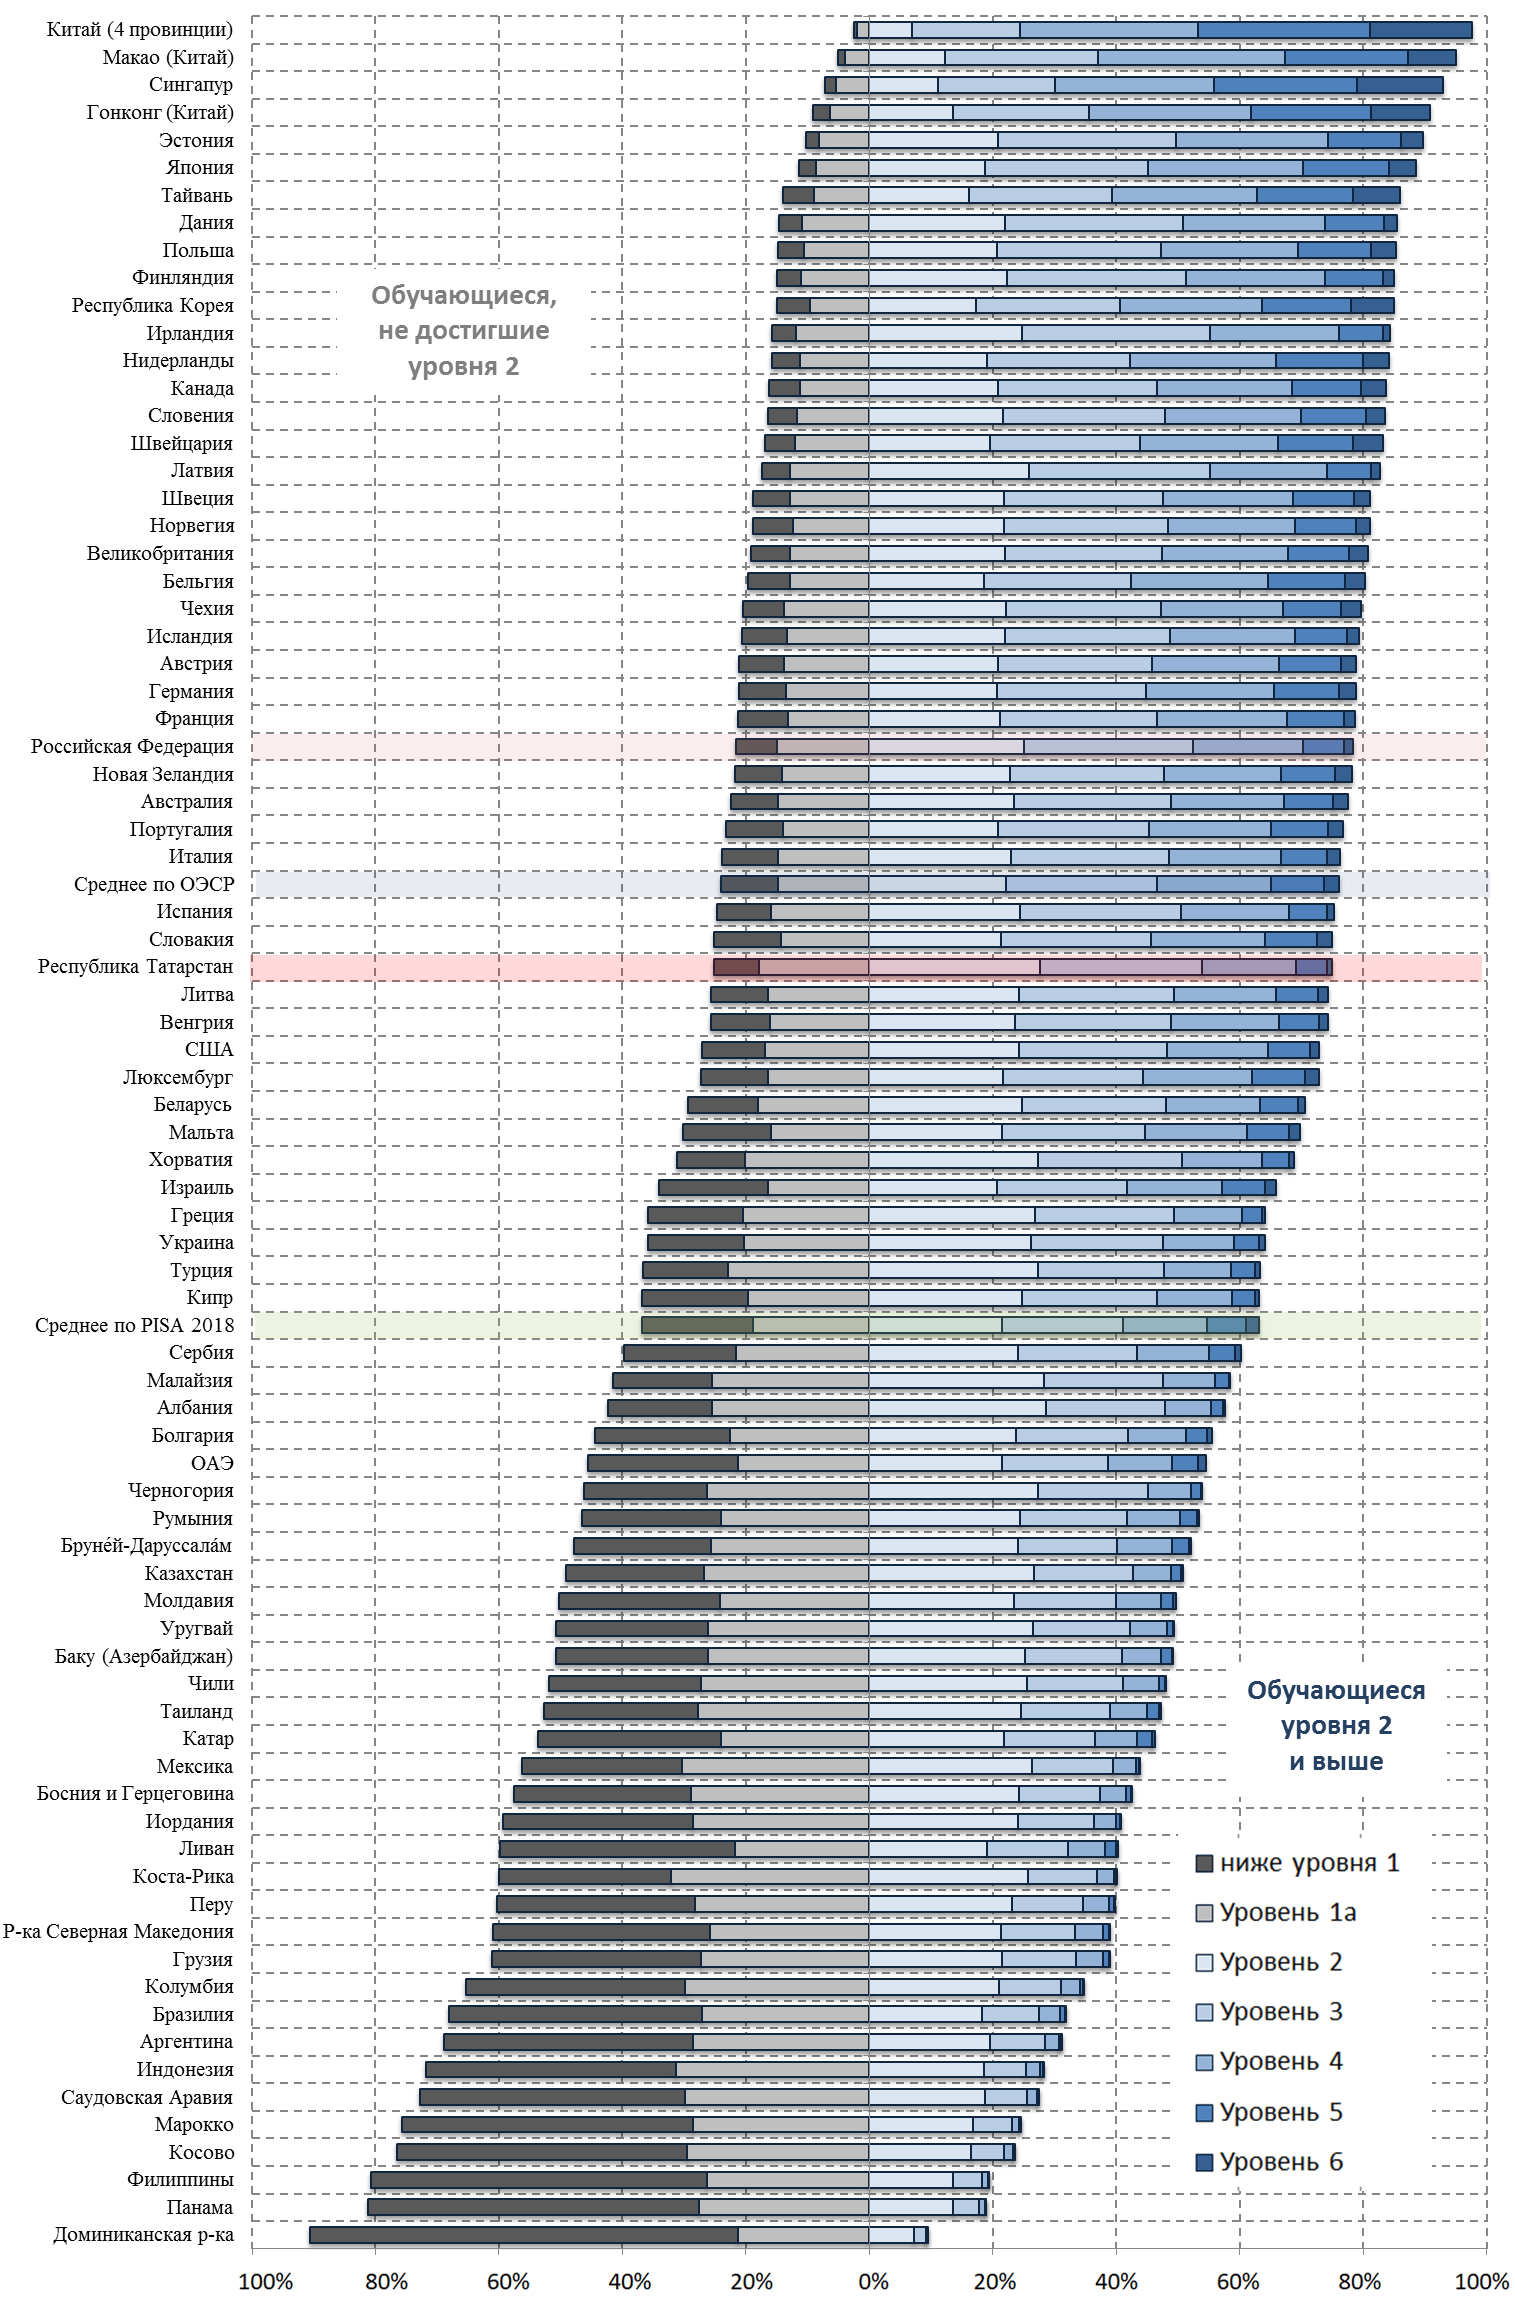 Китай (4 провинции)
Макао (Китай)
Сингапур
Гонконг (Китай)
Эстония
Япония
Тайвань
Дания
Польша
Финляндия
Обучающиеся,
не достигшие
уровня 2
Республика Корея
Ирландия
Нидерланды
Канада
Словения
Швейцария
Латвия
Швеция
Норвегия
Великобритания
Бельгия
Чехия
Исландия
Австрия
Германия
Франция
Российская Федерация
Новая Зеландия
Австралия
Португалия
Италия
Среднее по ОЭСР
Испания
Словакия
Республика Татарстан
Литва
Венгрия
США
Люксембург
Беларусь
Мальта
Хорватия
Израиль
Греция
Украина
Турция
Кипр
Среднее по PISA 2018
Сербия
Малайзия
Албания
Болгария
ОАЭ
Черногория
Румыния
Бруне́й-Даруссала́м
Казахстан
Молдавия
Уругвай
Баку (Азербайджан)
Чили
Таиланд
Катар
Мексика
Босния и Герцеговина
Иордания
Ливан
Коста-Рика
Перу
Р-ка Северная Македония
Грузия
Колумбия
Бразилия
Аргентина
Индонезия
Саудовская Аравия
Марокко
Косово
Филиппины
Панама
Доминиканская р-ка
Обучающиеся
уровня 2
и выше
ниже уровня 1
Уровень 1а
Уровень 2
Уровень 3
Уровень 4
Уровень 5
Уровень 6
100% 80% 60% 40% 20% 0% 20% 40% 60% 80% 100%